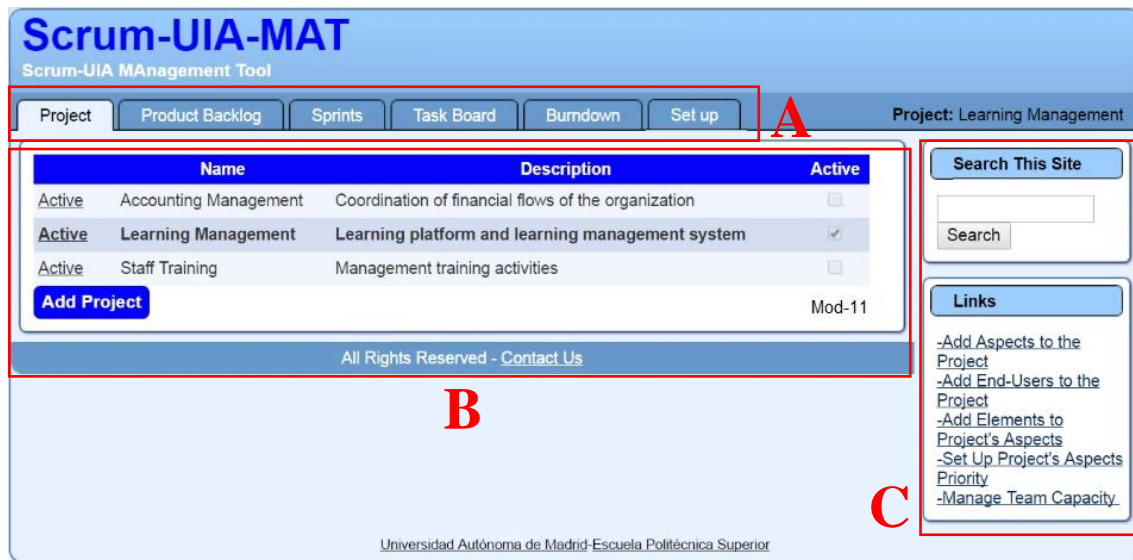 Scrum-UIA-MAT
Scrum-UIA MAnagement Tool
Project Product Backlog Sprints Task Board Burndown Set up
A
Project: Learning Management
Name Description Active
Active Accounting Management Coordination of financial flows of the organization
Active Learning Management Learning platform and learning management system
Active Staff Training Management training activities
Add Project
Mod-11
All Rights Reserved - Contact Us
B
Search This Site
Search
Links
-Add Aspects to the
Project
-Add End-Users to the
Project
-Add Elements to
Project's Aspects
-Set Up Project's Aspects
Priority
-Manage Team Capacity
C
Universidad Autónoma de Madrid-Escuela Politécnica Superior